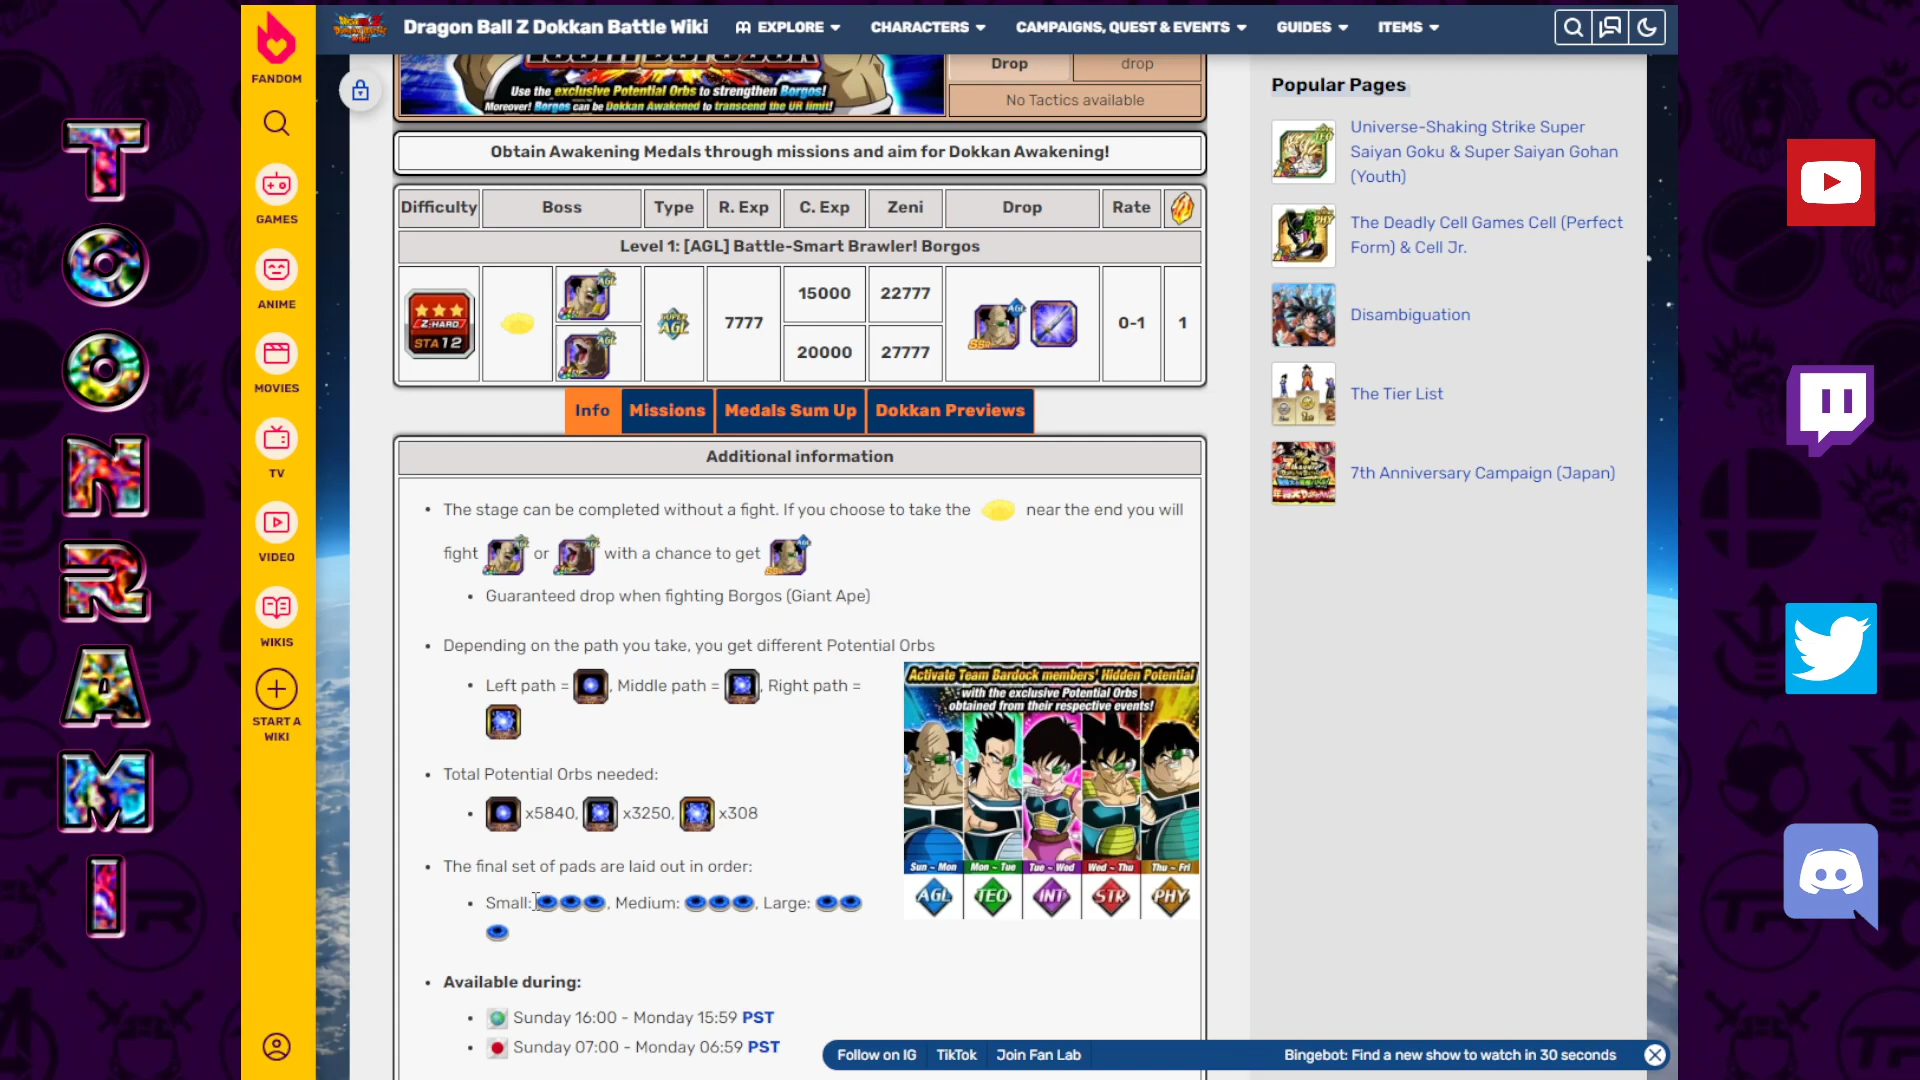 TOONRAMI
FANDOM
GAMES
ANIME
MOVIES
TV
VIDEO
WIKIS
START A
WIKI
Dragon Ball Z Dokkan Battle Wiki
EXPLORE
CHARACTERS
CAMPAIGNS, QUEST & EVENTS
GUIDES
ITEMS
Use the exclusive Potential Orbs to strengthen Borgos!
Moreover! Borgos can be Dokkan Awakened to transcend the UR limit!
Drop
drop
No Tactics available
Obtain Awakening Medals through missions and aim for Dokkan Awakening!
Difficulty Boss Type R. Exp C. Exp Zeni Drop Rate
Level 1: [AGL] Battle-Smart Brawler! Borgos
Z-HARD
STA 12
SUPER
AGL
7777
15000 22777
20000 27777
SSR
0-1
1
Info
Missions
Medals Sum Up
Dokkan Previews
Additional information
The stage can be completed without a fight. If you choose to take the near the end you will
fight or with a chance to get
Guaranteed drop when fighting Borgos (Giant Ape)
Depending on the path you take, you get different Potential Orbs
Left path = , Middle path = , Right path =
Total Potential Orbs needed:
x5840, x3250, x308
The final set of pads are laid out in order:
Small: , Medium: , Large:
Available during:
Sunday 16:00 - Monday 15:59 PST
Sunday 07:00 - Monday 06:59 PST
Activate Team Bardock members' Hidden Potential
with the exclusive Potential Orbs
obtained from their respective events!
Sun ~ Mon Mon ~ Tue Tue ~ Wed Wed ~ Thu Thu ~ Fri
AGL TEQ INT STR PHY
Popular Pages
Universe-Shaking Strike Super
Saiyan Goku & Super Saiyan Gohan
(Youth)
The Deadly Cell Games Cell (Perfect
Form) & Cell Jr.
Disambiguation
The Tier List
7th Anniversary Campaign (Japan)
Follow on IG
TikTok
Join Fan Lab
Bingebot: Find a new show to watch in 30 seconds